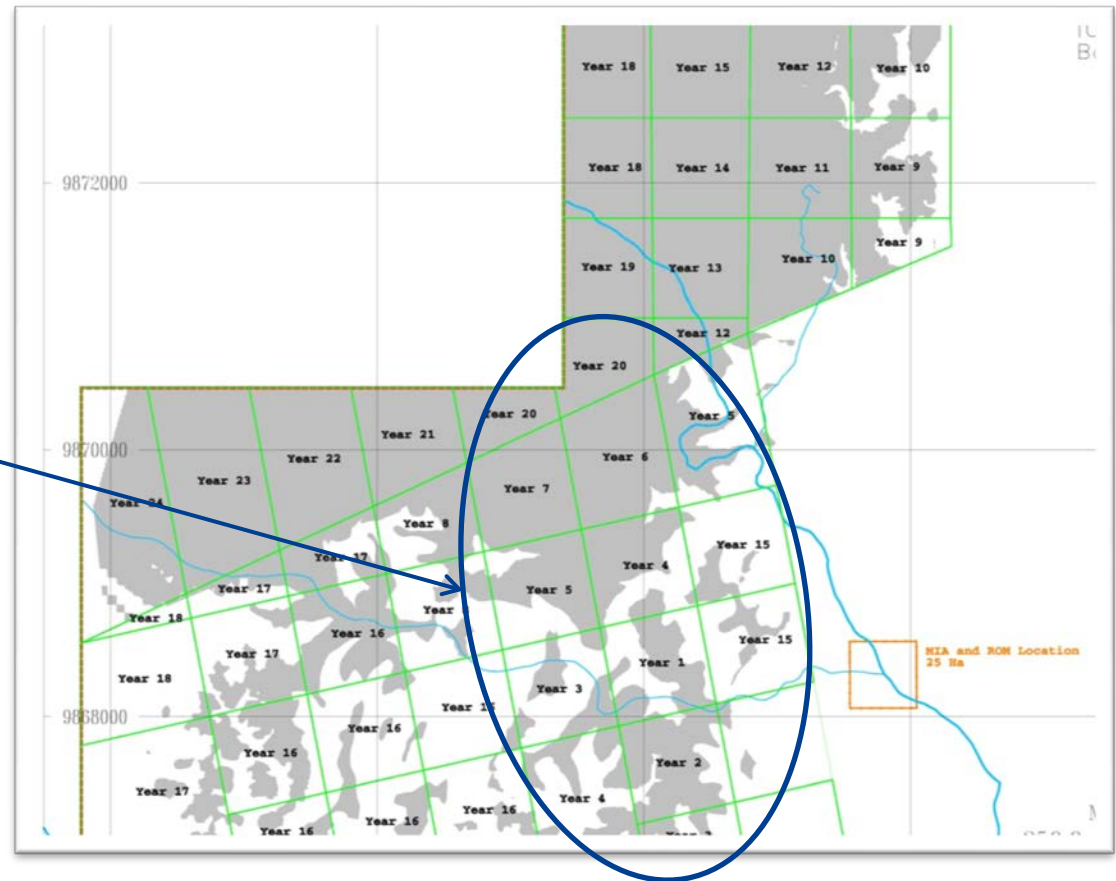 Year 18 Year 15 Year 12 Year 10
9872000 Year 18 Year 14 Year 11 Year 9
Year 9
Year 19 Year 13 Year 10
Year 12
Year 20
Year 20 Year 5
Year 21
9870000 Year 22 Year 6
Year 23 Year 7
Year 24
Year 8
Year 17 Year 15
Year 17 Year 5 Year 4
Year 18 Year
Year 16 Year 15
Year 17 Year 1
MIA and ROM Location
25 Ha
Year 18 Year 3
9868000 Year
Year 16
Year 16 Year 2
Year 17 Year 4
Year 16
Year 16
Year 16